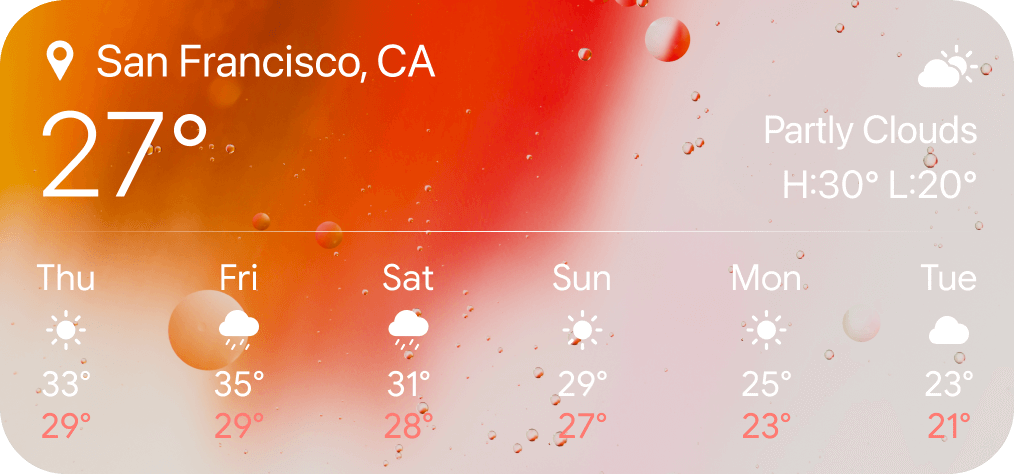 San Francisco, CA
27°
Partly Clouds
H:30° L:20°
Thu Fri Sat Sun Mon Tue
33° 35° 31° 29° 25° 23°
29° 29° 28° 27° 23° 21°